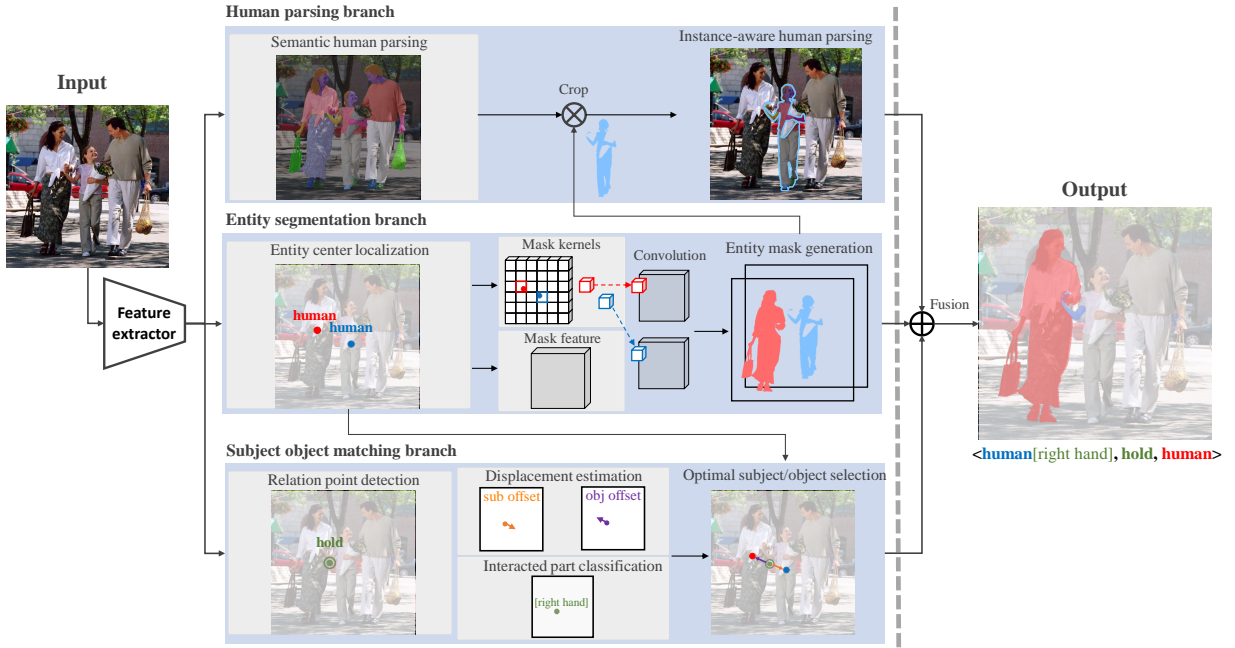 Human parsing branch
Semantic human parsing
Instance-aware human parsing
Input
Crop
Entity segmentation branch
Output
Entity center localization
Mask kernels
Convolution
Entity mask generation
human
human
Feature
extractor
Fusion
Mask feature
Subject object matching branch
<human[right hand], hold, human>
Relation point detection
Displacement estimation
Optimal subject/object selection
sub offset
obj offset
hold
Interacted part classification
[right hand]